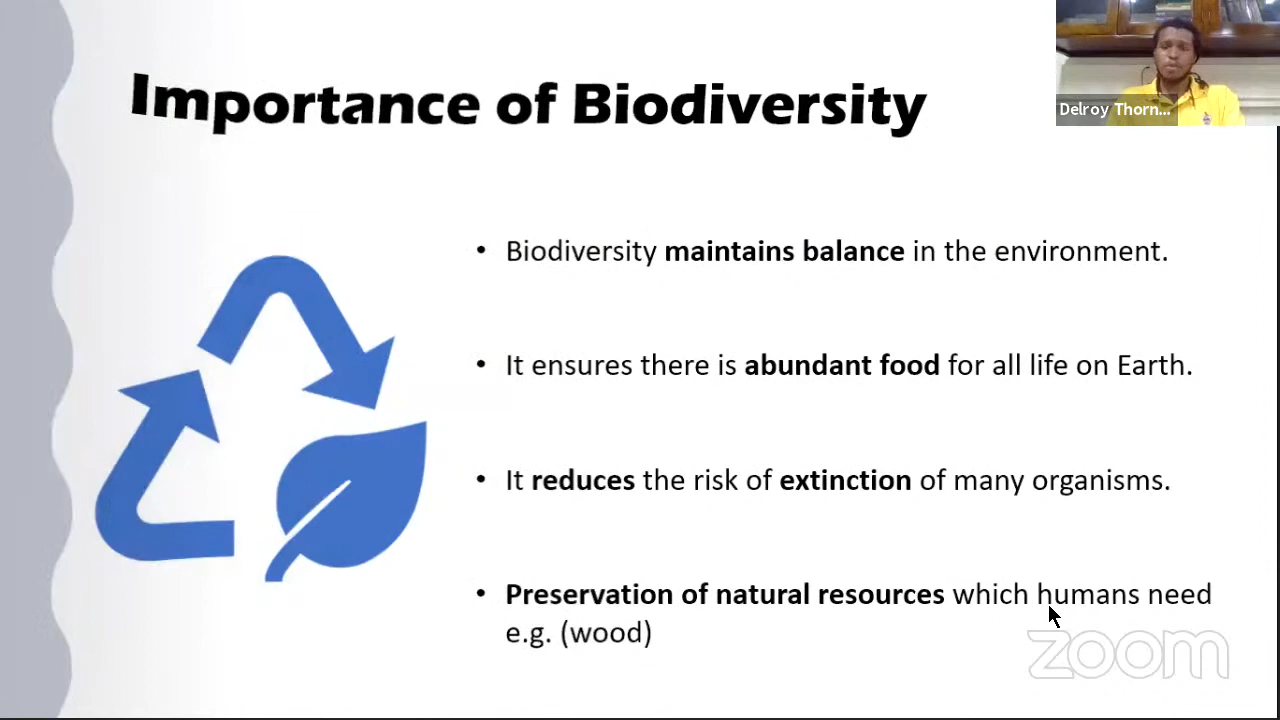 Importance of Biodiversity
Delroy Thorn...
• Biodiversity maintains balance in the environment.
• It ensures there is abundant food for all life on Earth.
• It reduces the risk of extinction of many organisms.
• Preservation of natural resources which humans need
e.g. (wood)
zoom